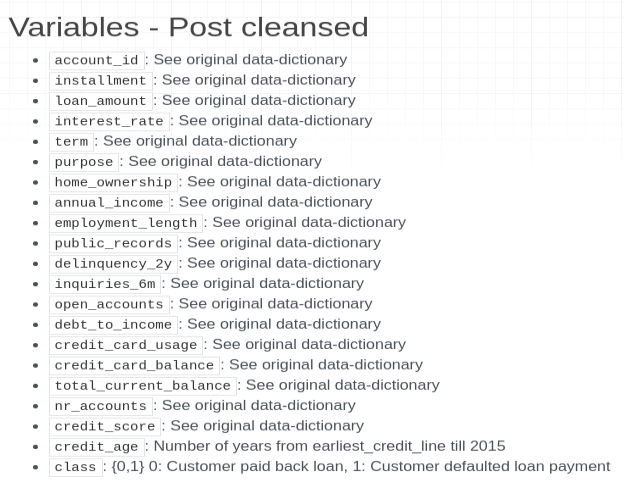 Variables - Post cleansed
• account_id : See original data-dictionary
• installment : See original data-dictionary
• loan_amount : See original data-dictionary
• interest_rate : See original data-dictionary
• term : See original data-dictionary
• purpose : See original data-dictionary
• home_ownership : See original data-dictionary
• annual_income : See original data-dictionary
• employment_length : See original data-dictionary
• public_records : See original data-dictionary
• delinquency_2y : See original data-dictionary
• inquiries_6m : See original data-dictionary
• open_accounts : See original data-dictionary
• debt_to_income : See original data-dictionary
• credit_card_usage : See original data-dictionary
• credit_card_balance : See original data-dictionary
• total_current_balance : See original data-dictionary
• nr_accounts : See original data-dictionary
• credit_score : See original data-dictionary
• credit_age : Number of years from earliest_credit_line till 2015
• class : {0,1} 0: Customer paid back loan, 1: Customer defaulted loan payment